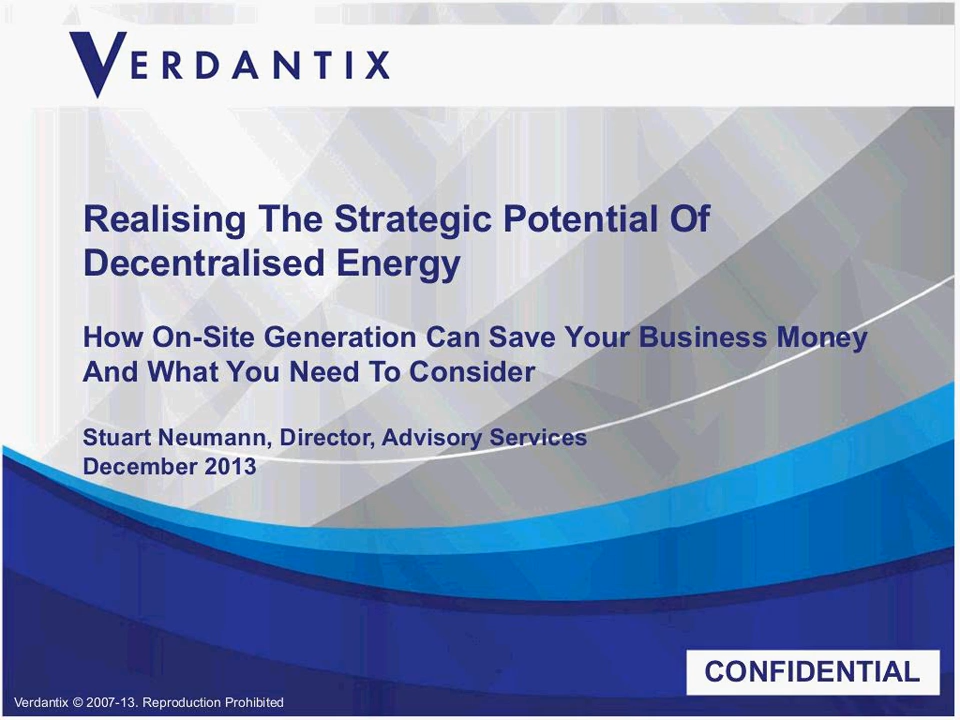 VERDANTIX
Realising The Strategic Potential Of
Decentralised Energy
How On-Site Generation Can Save Your Business Money
And What You Need To Consider
Stuart Neumann, Director, Advisory Services
December 2013
CONFIDENTIAL
Verdantix © 2007-13. Reproduction Prohibited